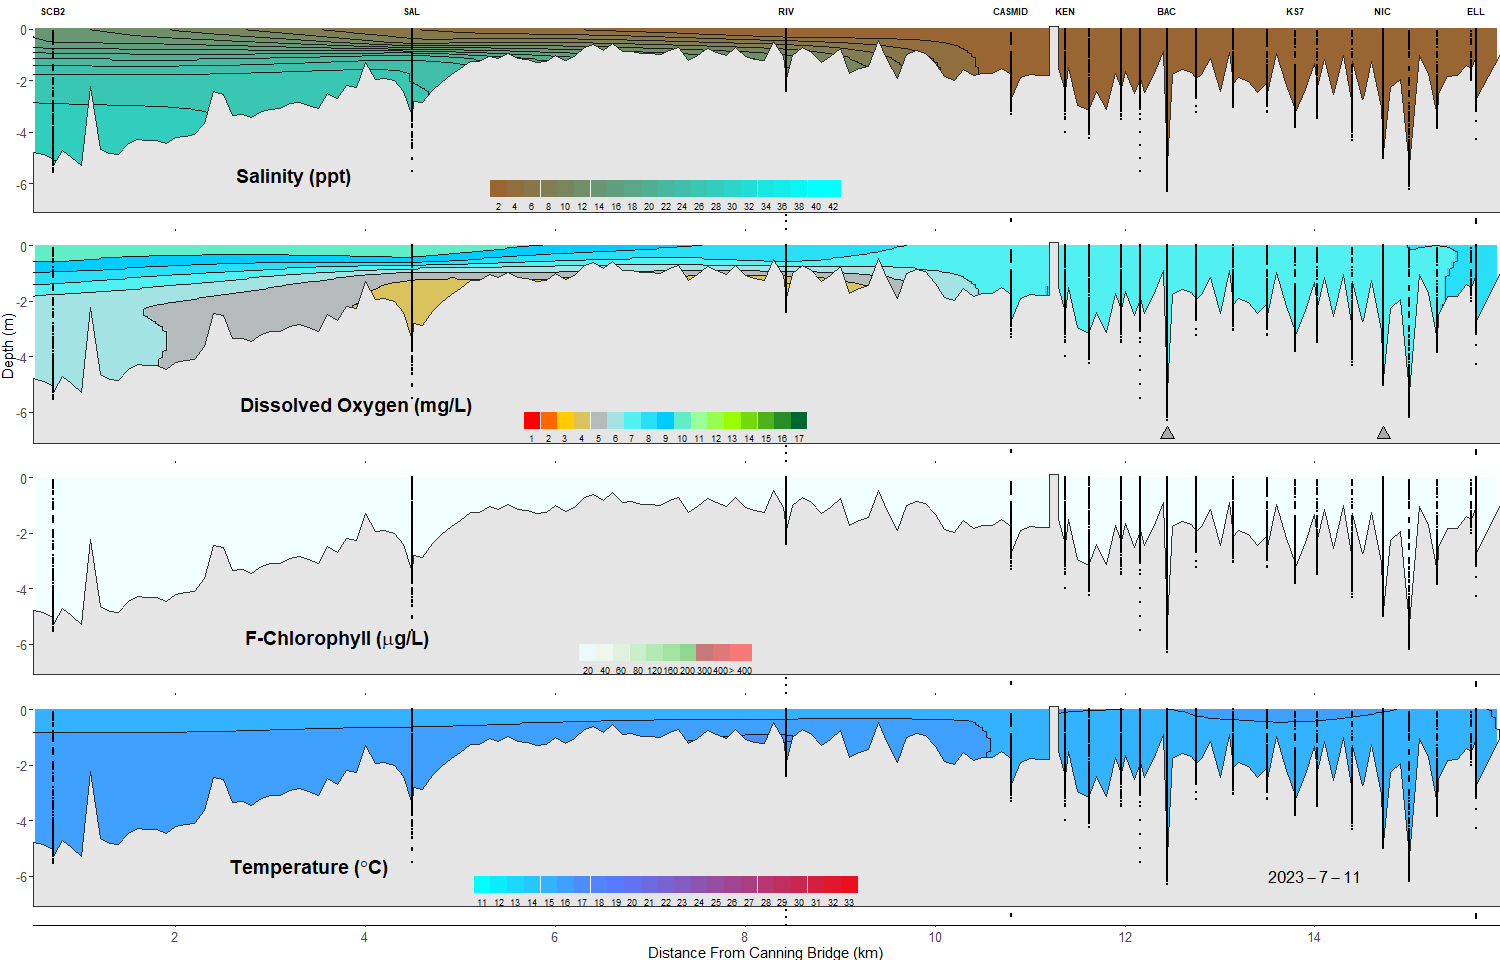 SCB2 SAL RIV CASMID KEN BAC KS7 NIC ELL
0
-2
-4
-6
Salinity (ppt)
2 4 6 8 10 12 14 16 18 20 22 24 26 28 30 32 34 36 38 40 42
0
-2
-4
-6
Depth (m)
Dissolved Oxygen (mg/L)
1 2 3 4 5 6 7 8 9 10 11 12 13 14 15 16 17
0
-2
-4
-6
F-Chlorophyll (μg/L)
20 40 60 80 120 160 200 300 400 > 400
0
-2
-4
-6
Temperature (°C)
2023 – 7 – 11
11 12 13 14 15 16 17 18 19 20 21 22 23 24 25 26 27 28 29 30 31 32 33
2 4 6 8 10 12 14
Distance From Canning Bridge (km)